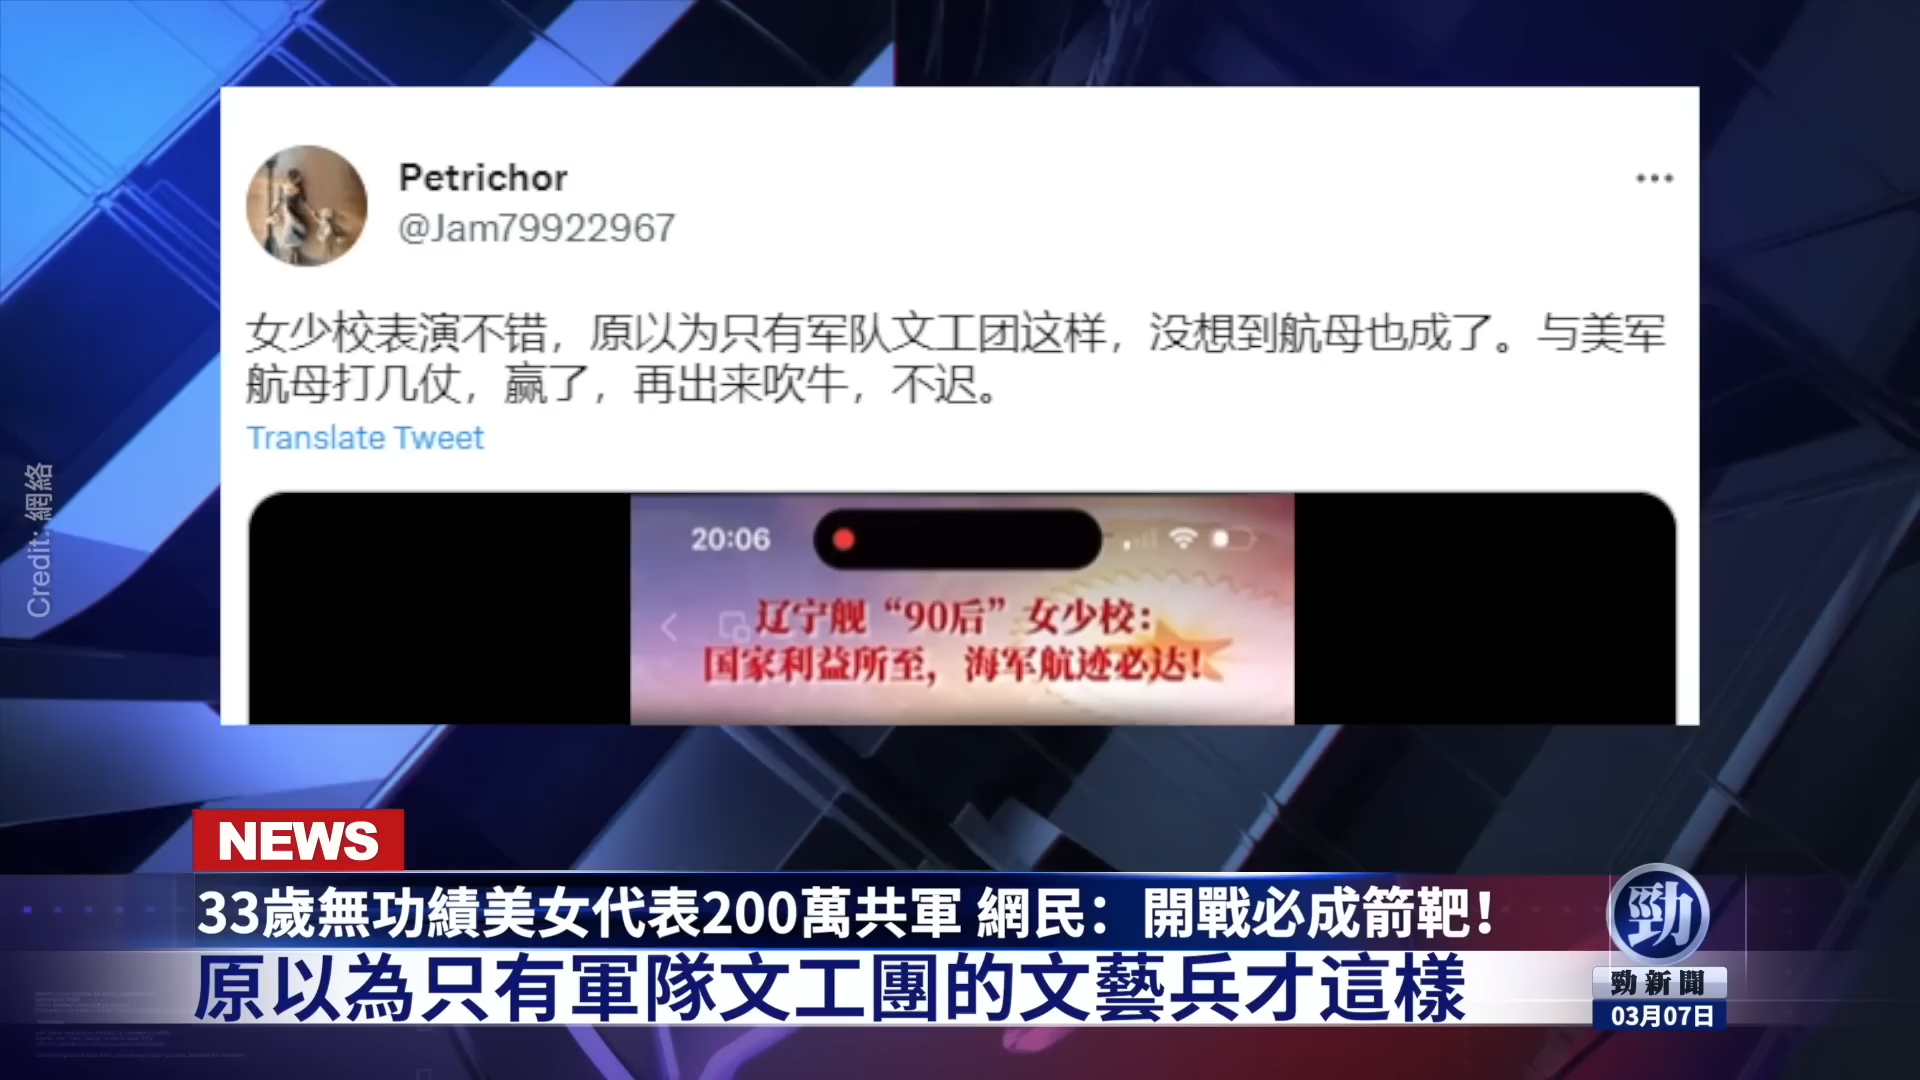 Petrichor
@Jam79922967
女少校表演不错，原以为只有军队文工团这样，没想到航母也成了。与美军
航母打几仗，赢了，再出来吹牛，不迟。
Translate Tweet
20:06
辽宁舰“90后”女少校：
国家利益所至，海军航迹必达！
Credit: 網絡
NEWS
33歲無功績美女代表200萬共軍 網民：開戰必成箭靶！
原以為只有軍隊文工團的文藝兵才這樣
勁
勁新聞
03月07日